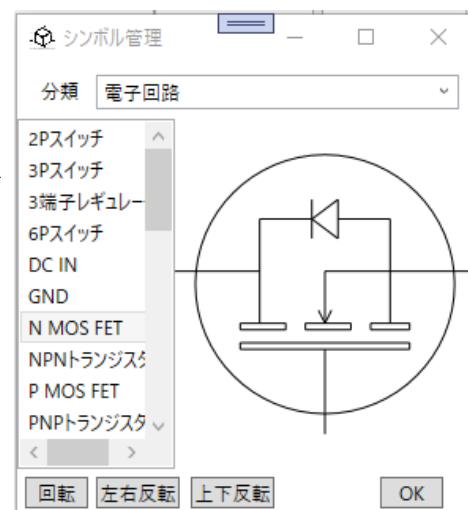 シンボル管理
分類 電子回路
2Pスイッチ
3Pスイッチ
3端子レギュレー
6Pスイッチ
DC IN
GND
N MOS FET
NPNトランジスタ
P MOS FET
PNPトランジスタ
回転 左右反転 上下反転 OK